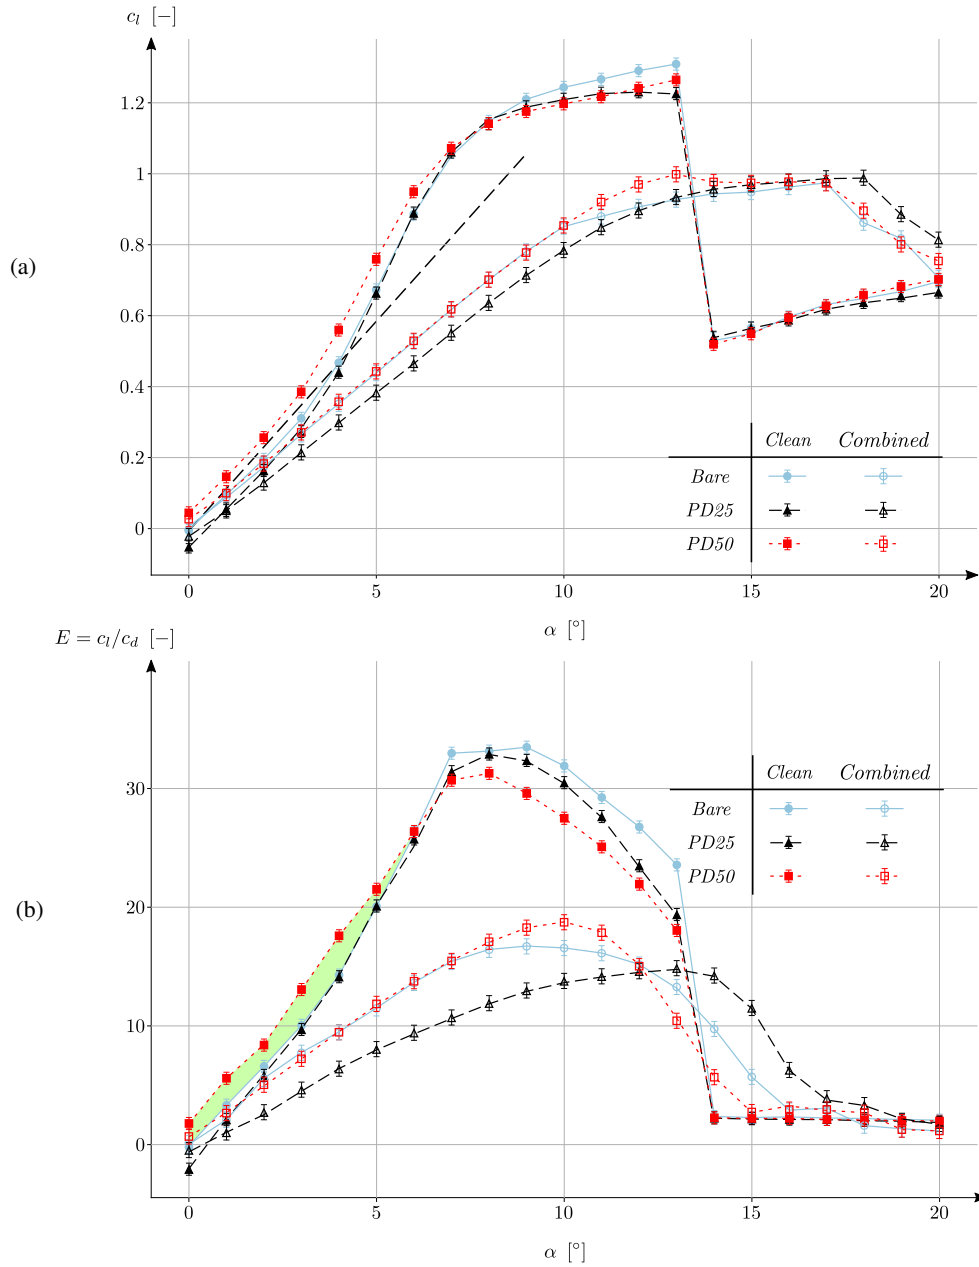 c_l [−]
1.2
1
0.8
(a)
0.6
0.4
0.2
0
Clean Combined
Bare
PD25
PD50
0 5 10 15 20
α [°]
E = c_l/c_d [−]
30
20
(b)
10
0
Clean Combined
Bare
PD25
PD50
0 5 10 15 20
α [°]